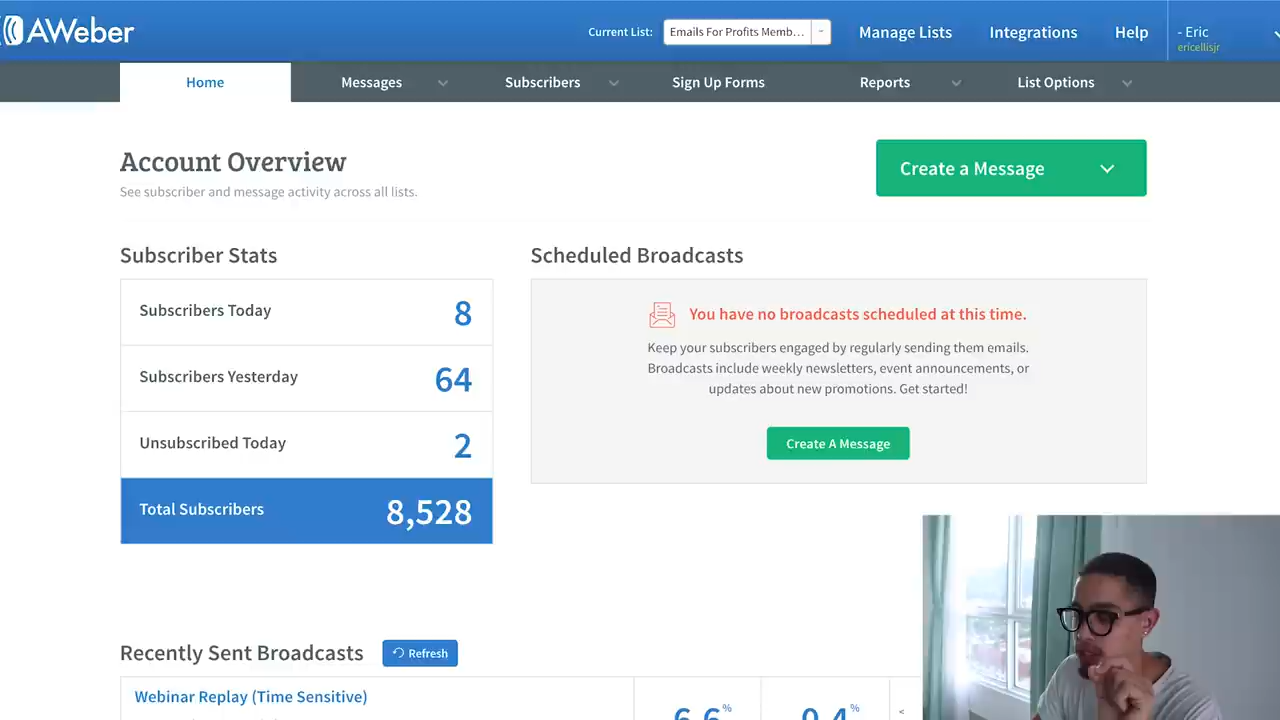 AWeber
Current List: Emails For Profits Memb... Manage Lists Integrations Help - Eric
ericellisjr
Home Messages Subscribers Sign Up Forms Reports List Options
Account Overview
See subscriber and message activity across all lists.
Create a Message
Subscriber Stats
Subscribers Today 8
Subscribers Yesterday 64
Unsubscribed Today 2
Total Subscribers 8,528
Scheduled Broadcasts
You have no broadcasts scheduled at this time.
Keep your subscribers engaged by regularly sending them emails.
Broadcasts include weekly newsletters, event announcements, or
updates about new promotions. Get started!
Create A Message
Recently Sent Broadcasts Refresh
Webinar Replay (Time Sensitive) 6.6% 0.4% <